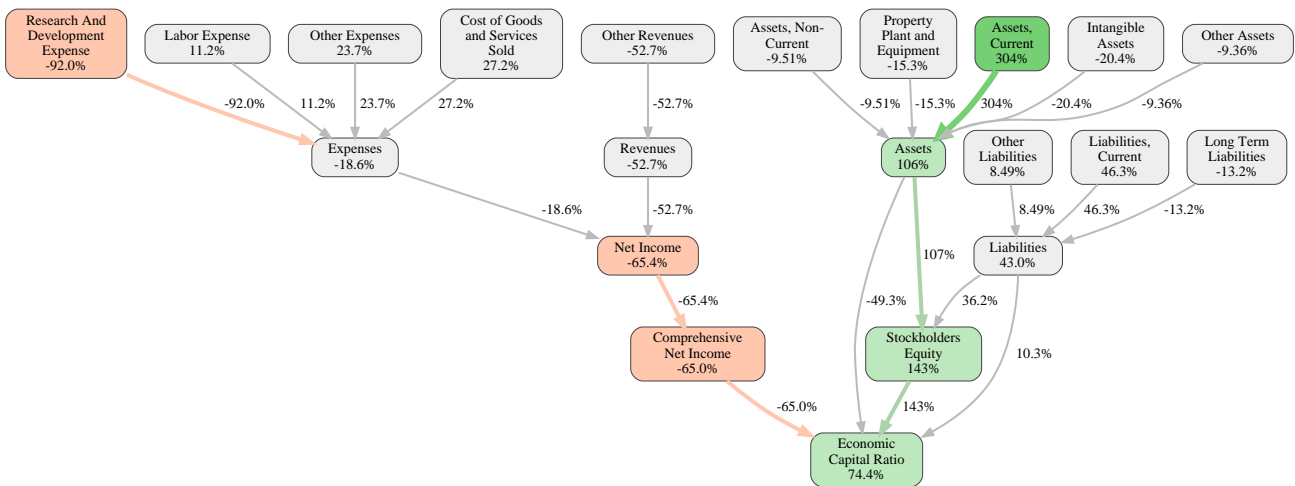 Research And
Development
Expense
-92.0%
Labor Expense
11.2%
Other Expenses
23.7%
Cost of Goods
and Services
Sold
27.2%
Other Revenues
-52.7%
Assets, Non-
Current
-9.51%
Property
Plant and
Equipment
-15.3%
Assets,
Current
304%
Intangible
Assets
-20.4%
Other Assets
-9.36%
-92.0%
11.2%
23.7%
27.2%
-52.7%
-9.51%
-15.3%
304%
-20.4%
-9.36%
Expenses
-18.6%
Revenues
-52.7%
Assets
106%
Other
Liabilities
8.49%
Liabilities,
Current
46.3%
Long Term
Liabilities
-13.2%
-18.6%
-52.7%
8.49%
46.3%
-13.2%
Net Income
-65.4%
107%
Liabilities
43.0%
-65.4%
-49.3%
36.2%
Comprehensive
Net Income
-65.0%
Stockholders
Equity
143%
10.3%
-65.0%
143%
Economic
Capital Ratio
74.4%